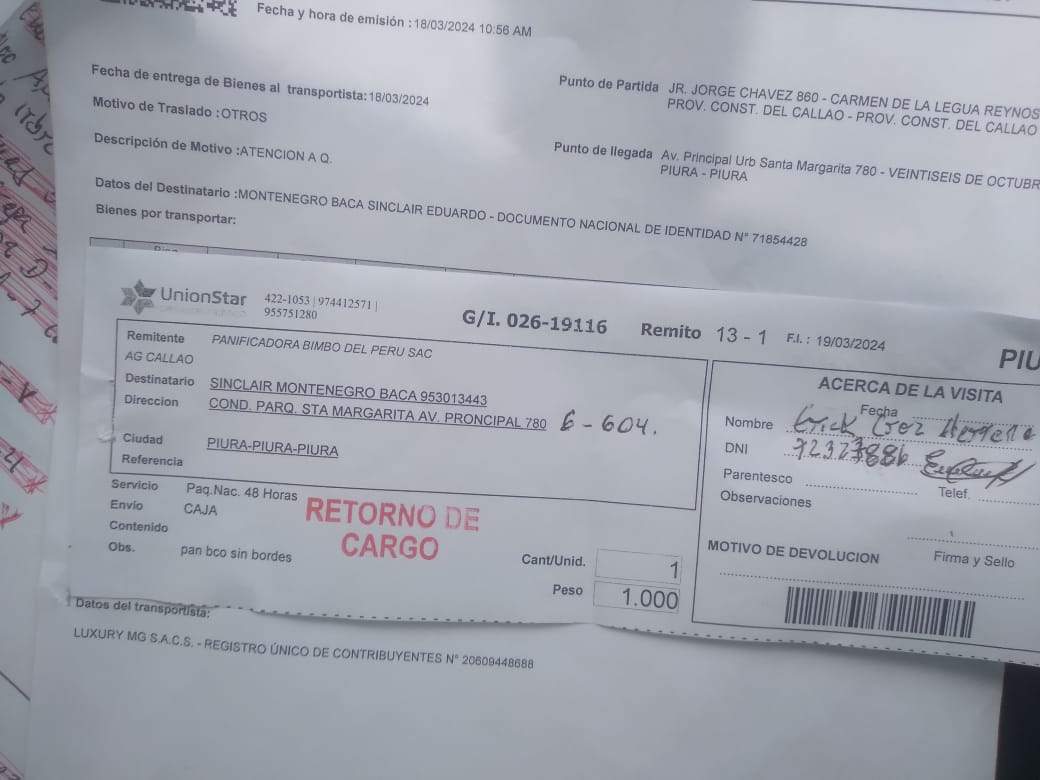 Fecha y hora de emisión : 18/03/2024 10:56 AM
Fecha de entrega de Bienes al transportista: 18/03/2024
Motivo de Traslado : OTROS
Descripción de Motivo : ATENCION A Q.
Punto de Partida JR. JORGE CHAVEZ 860 - CARMEN DE LA LEGUA REYNOS
PROV. CONST. DEL CALLAO - PROV. CONST. DEL CALLAO
Punto de llegada Av. Principal Urb Santa Margarita 780 - VEINTISEIS DE OCTUBR
PIURA - PIURA
Datos del Destinatario : MONTENEGRO BACA SINCLAIR EDUARDO - DOCUMENTO NACIONAL DE IDENTIDAD N° 71854428
Bienes por transportar:
UnionStar
422-1053 | 974412571 |
955751280
G/I. 026-19116
Remito 13 - 1
F.I. : 19/03/2024
PIU
Remitente PANIFICADORA BIMBO DEL PERU SAC
AG CALLAO
Destinatario SINCLAIR MONTENEGRO BACA 953013443
Direccion COND. PARQ. STA MARGARITA AV. PRONCIPAL 780 6 - 604.
Ciudad PIURA-PIURA-PIURA
Referencia
Servicio Paq.Nac. 48 Horas
Envio CAJA
Contenido
Obs. pan bco sin bordes
RETORNO DE
CARGO
Cant/Unid. 1
Peso 1.000
ACERCA DE LA VISITA
Fecha
Nombre Erick
DNI
Parentesco
Telef.
Observaciones
Firma y Sello
MOTIVO DE DEVOLUCION
Datos del transportista:
LUXURY MG S.A.C.S. - REGISTRO ÚNICO DE CONTRIBUYENTES N° 20609448688